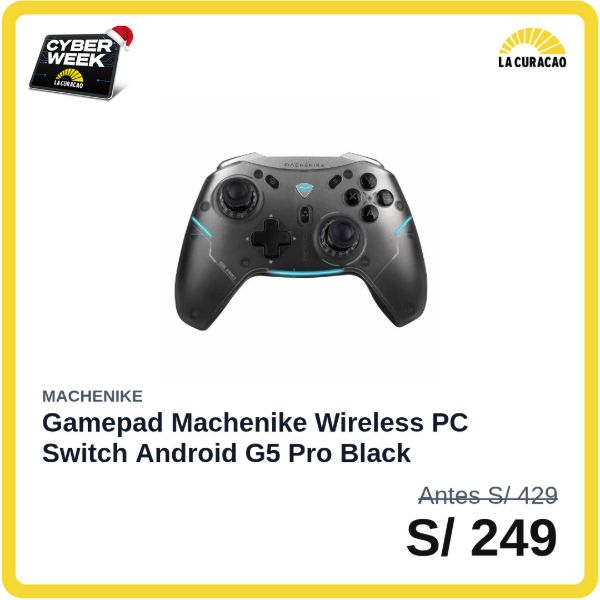 CYBER
WEEK
LA CURACAO
LA CURACAO
MACHENIKE
Y
X
B
A
MACHENIKE
Gamepad Machenike Wireless PC
Switch Android G5 Pro Black
Antes S/ 429
S/ 249